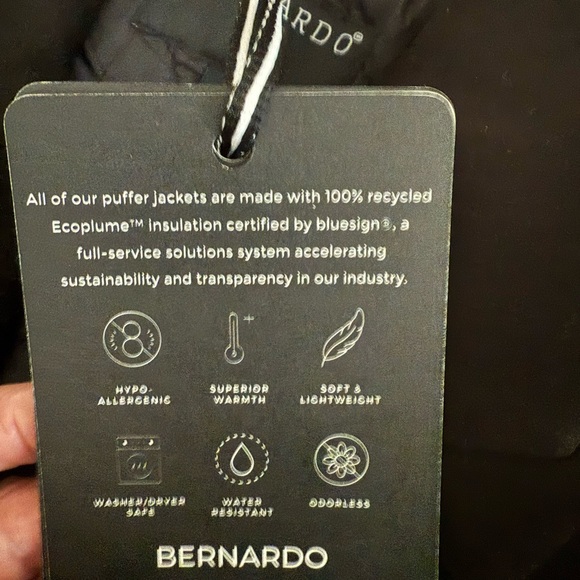 ARDO®
All of our puffer jackets are made with 100% recycled
Ecoplume™ insulation certified by bluesign®, a
full-service solutions system accelerating
sustainability and transparency in our industry.
HYPO-
ALLERGENIC
SUPERIOR
WARMTH
SOFT &
LIGHTWEIGHT
WASHER/DRYER
SAFE
WATER
RESISTANT
ODORLESS
BERNARDO